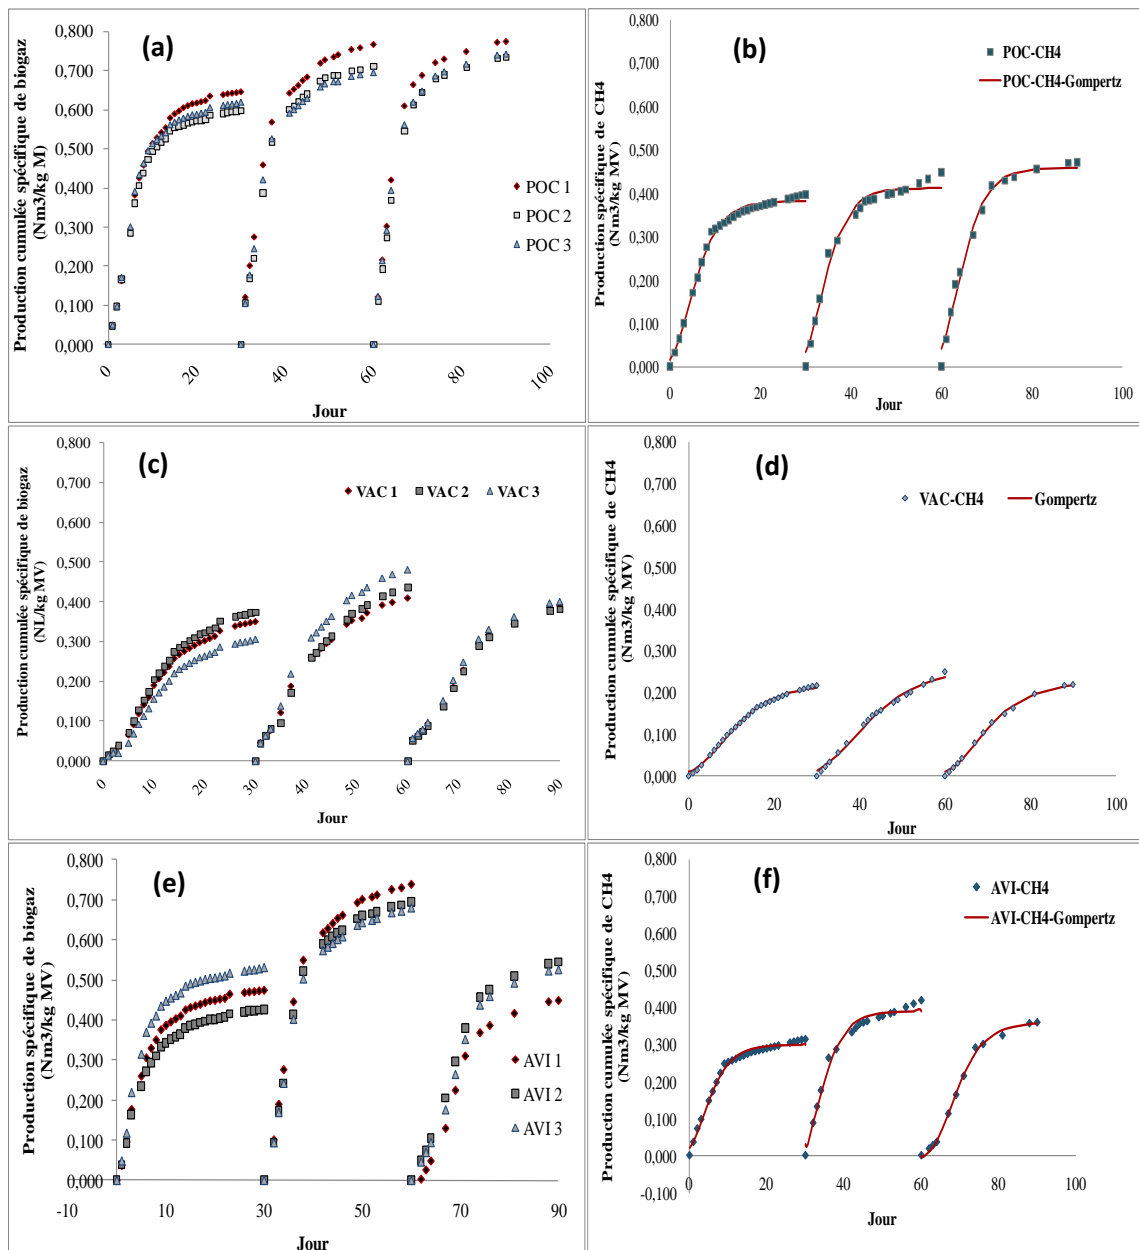 (a)
Production cumulée spécifique de biogaz
(Nm3/kg M)
0,800
0,700
0,600
0,500
0,400
0,300
0,200
0,100
0,000
POC 1
POC 2
POC 3
0 20 40 60 80 100
Jour
(b)
Production spécifique de CH4
(Nm3/kg MV)
0,800
0,700
0,600
0,500
0,400
0,300
0,200
0,100
0,000
POC-CH4
POC-CH4-Gompertz
0 20 40 60 80 100
Jour
(c)
Production cumulée spécifique de biogaz
(NL/kg MV)
0,800
0,700
0,600
0,500
0,400
0,300
0,200
0,100
0,000
VAC 1 VAC 2 VAC 3
0 10 20 30 40 50 60 70 80 90
Jour
(d)
Production cumulée spécifique de CH4
(Nm3/kg MV)
0,800
0,700
0,600
0,500
0,400
0,300
0,200
0,100
0,000
VAC-CH4 Gompertz
0 20 40 60 80 100
Jour
(e)
Production spécifique de biogaz
(Nm3/kg MV)
0,800
0,700
0,600
0,500
0,400
0,300
0,200
0,100
0,000
AVI 1
AVI 2
AVI 3
-10 10 30 50 70 90
Jour
(f)
Production cumulée spécifique de CH4
(Nm3/kg MV)
0,800
0,700
0,600
0,500
0,400
0,300
0,200
0,100
0,000
-0,100
AVI-CH4
AVI-CH4-Gompertz
0 20 40 60 80 100
Jour